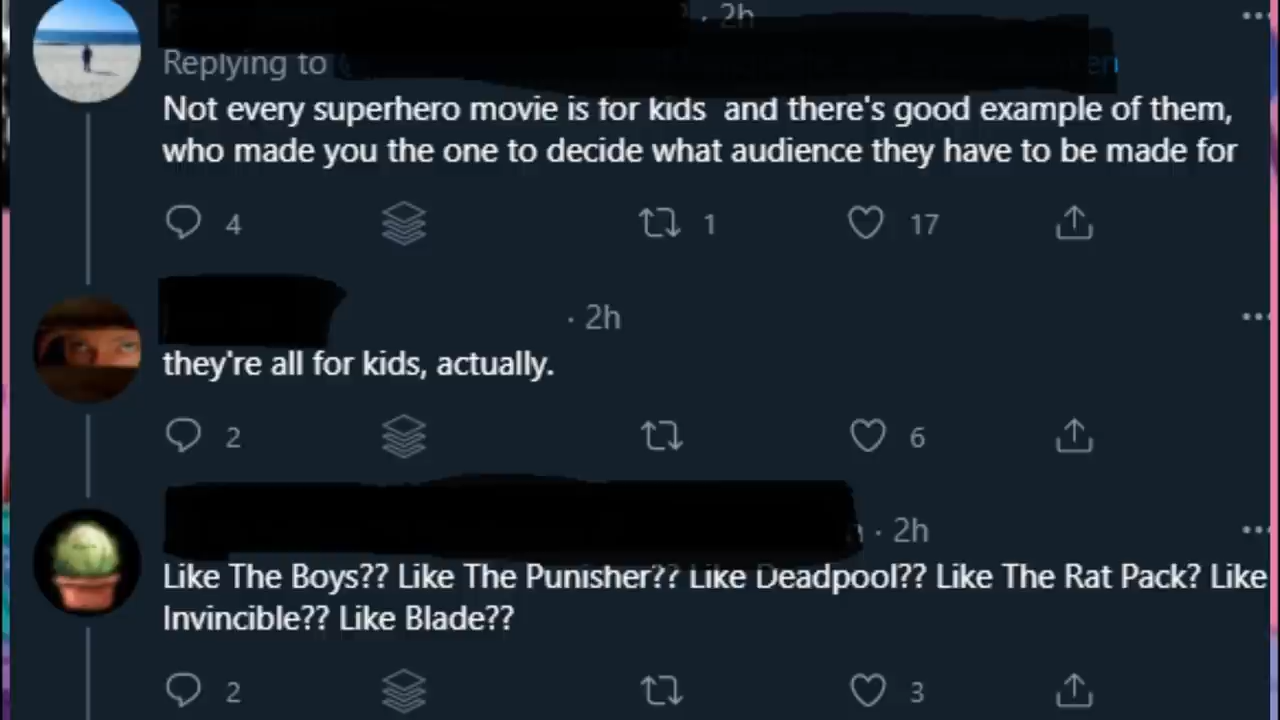 · 2h
Replying to
en
Not every superhero movie is for kids  and there's good example of them,
who made you the one to decide what audience they have to be made for
4 1 17
· 2h
they're all for kids, actually.
2 6
· 2h
Like The Boys?? Like The Punisher?? Like Deadpool?? Like The Rat Pack? Like
Invincible?? Like Blade??
2 3